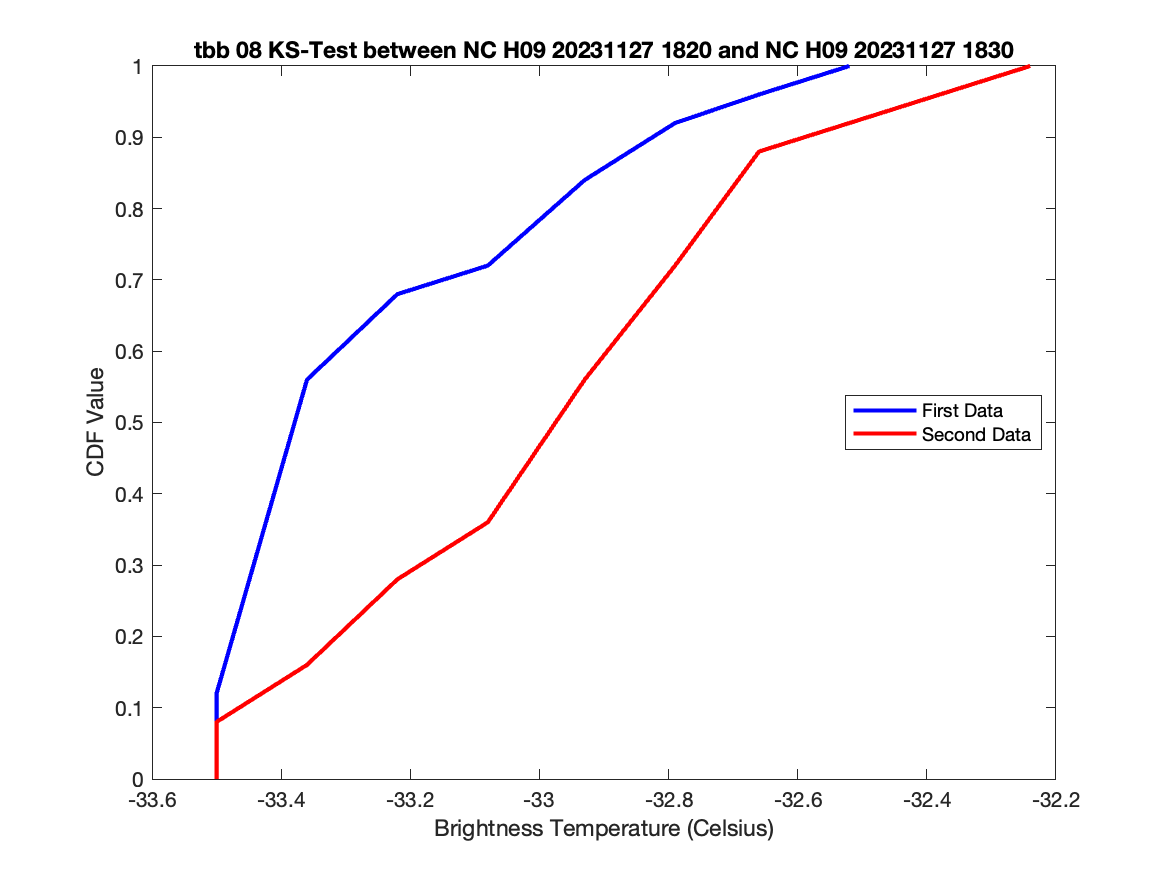 tbb 08 KS-Test between NC H09 20231127 1820 and NC H09 20231127 1830
1
0.9
0.8
0.7
0.6
0.5
0.4
0.3
0.2
0.1
0
CDF Value
First Data
Second Data
-33.6 -33.4 -33.2 -33 -32.8 -32.6 -32.4 -32.2
Brightness Temperature (Celsius)